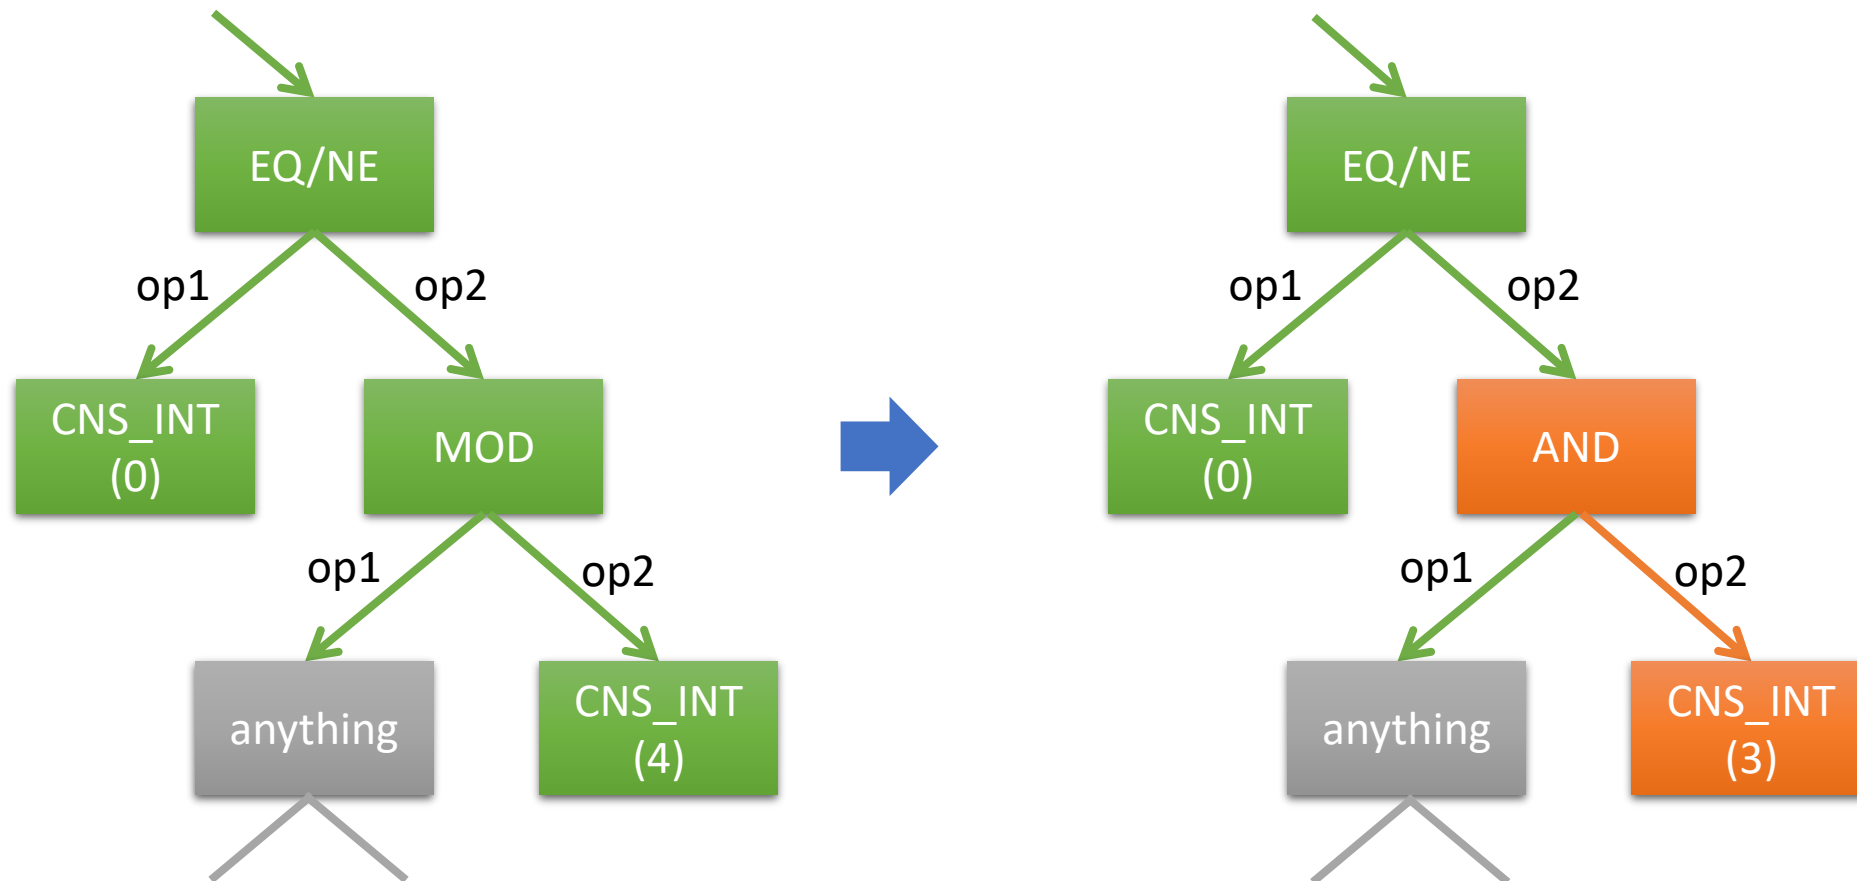 EQ/NE
op1
op2
CNS_INT
(0)
MOD
op1
op2
anything
CNS_INT
(4)
EQ/NE
op1
op2
CNS_INT
(0)
AND
op1
op2
anything
CNS_INT
(3)